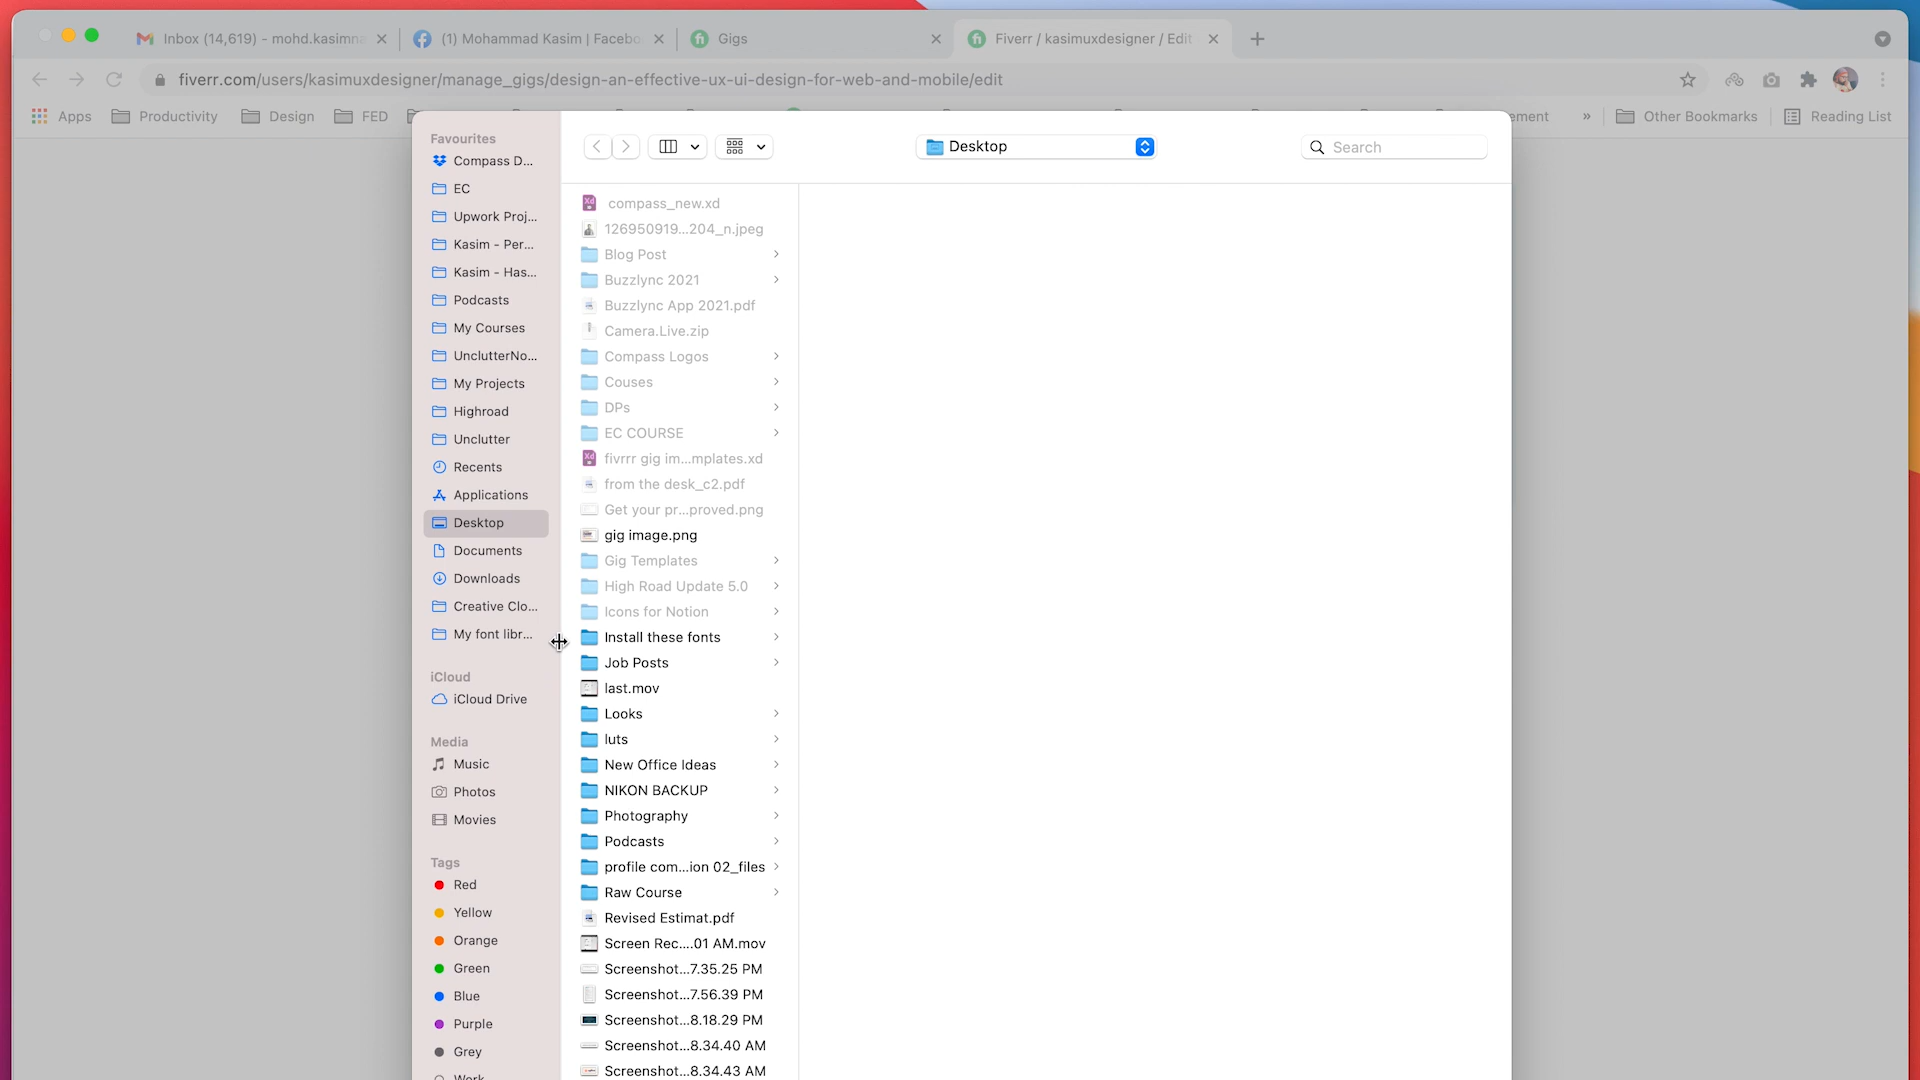 Inbox (14,619) - mohd.kasimna
(1) Mohammad Kasim | Facebo
Gigs
Fiverr / kasimuxdesigner / Edit
fiverr.com/users/kasimuxdesigner/manage_gigs/design-an-effective-ux-ui-design-for-web-and-mobile/edit
Apps
Productivity
Design
FED
ement
»
Other Bookmarks
Reading List
Favourites
Compass D...
EC
Upwork Proj...
Kasim - Per...
Kasim - Has...
Podcasts
My Courses
UnclutterNo...
My Projects
Highroad
Unclutter
Recents
Applications
Desktop
Documents
Downloads
Creative Clo...
My font libr...
iCloud
iCloud Drive
Media
Music
Photos
Movies
Tags
Red
Yellow
Orange
Green
Blue
Purple
Grey
Work
Desktop
Search
compass_new.xd
126950919...204_n.jpeg
Blog Post
Buzzlync 2021
Buzzlync App 2021.pdf
Camera.Live.zip
Compass Logos
Couses
DPs
EC COURSE
fivrrr gig im...mplates.xd
from the desk_c2.pdf
Get your pr...proved.png
gig image.png
Gig Templates
High Road Update 5.0
Icons for Notion
Install these fonts
Job Posts
last.mov
Looks
luts
New Office Ideas
NIKON BACKUP
Photography
Podcasts
profile com...ion 02_files
Raw Course
Revised Estimat.pdf
Screen Rec....01 AM.mov
Screenshot...7.35.25 PM
Screenshot...7.56.39 PM
Screenshot...8.18.29 PM
Screenshot...8.34.40 AM
Screenshot...8.34.43 AM